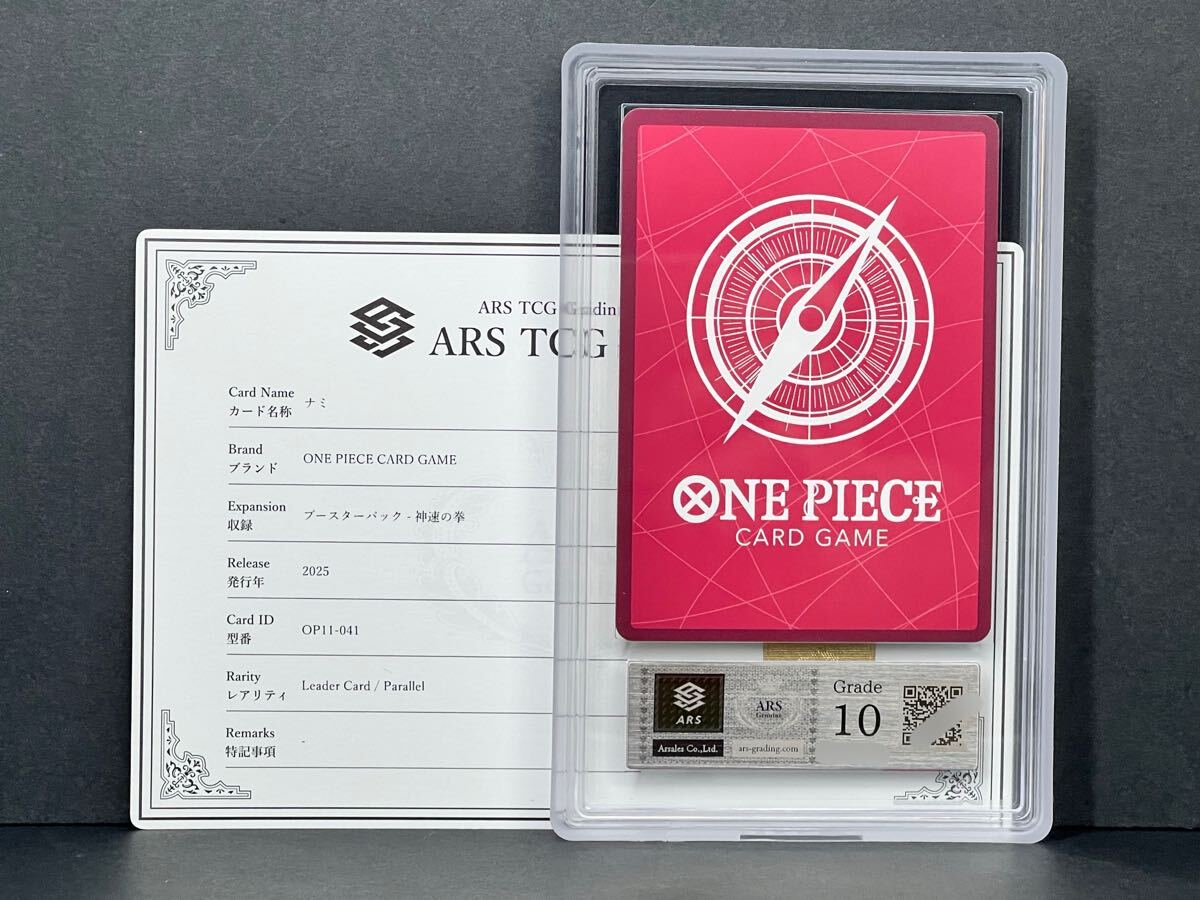 ARS TCG Gradin
ARS TCG
Card Name
カード名称
ナミ
Brand
ブランド
ONE PIECE CARD GAME
Expansion
収録
ブースターパック - 神速の拳
Release
発行年
2025
Card ID
型番
OP11-041
Rarity
レアリティ
Leader Card / Parallel
Remarks
特記事項
-
ONE PIECE
CARD GAME
ARS
Arsales Co.,Ltd.
ARS
Genuine
ars-grading.com
Grade
10